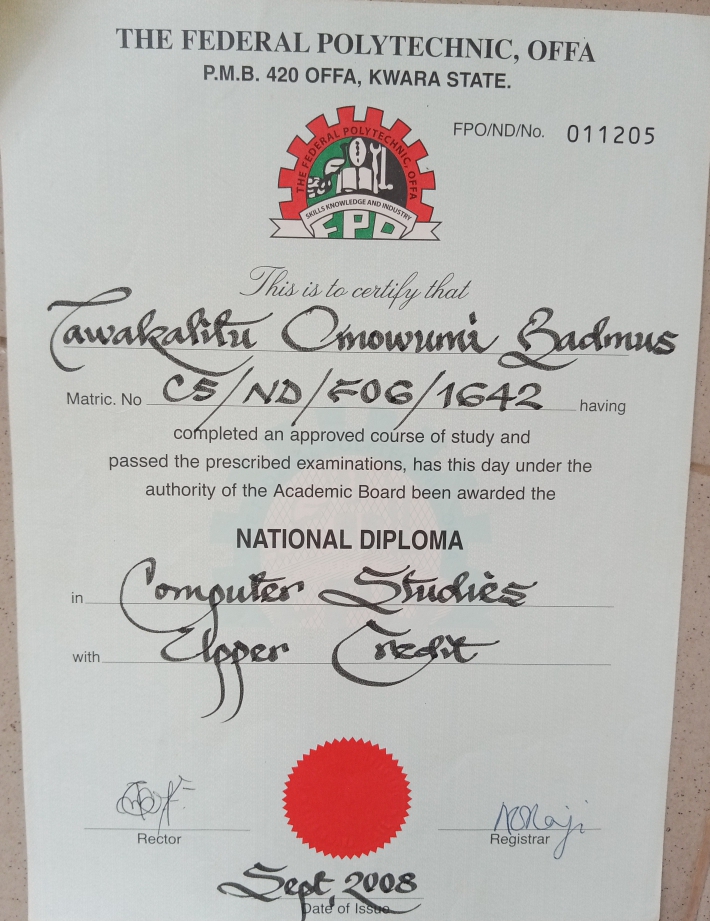 THE FEDERAL POLYTECHNIC, OFFA
P.M.B. 420 OFFA, KWARA STATE.
FPO/ND/No. 011205
THE FEDERAL POLYTECHNIC, OFFA
SKILLS KNOWLEDGE AND INDUSTRY
FPO
This is to certify that
Tawakalitu Omowumi Badmus
Matric. No CS/ND/F06/1642 having
completed an approved course of study and
passed the prescribed examinations, has this day under the
authority of the Academic Board been awarded the
NATIONAL DIPLOMA
in Computer Studies
with Upper Credit
Rector
Registrar
Sept, 2008
Date of Issue